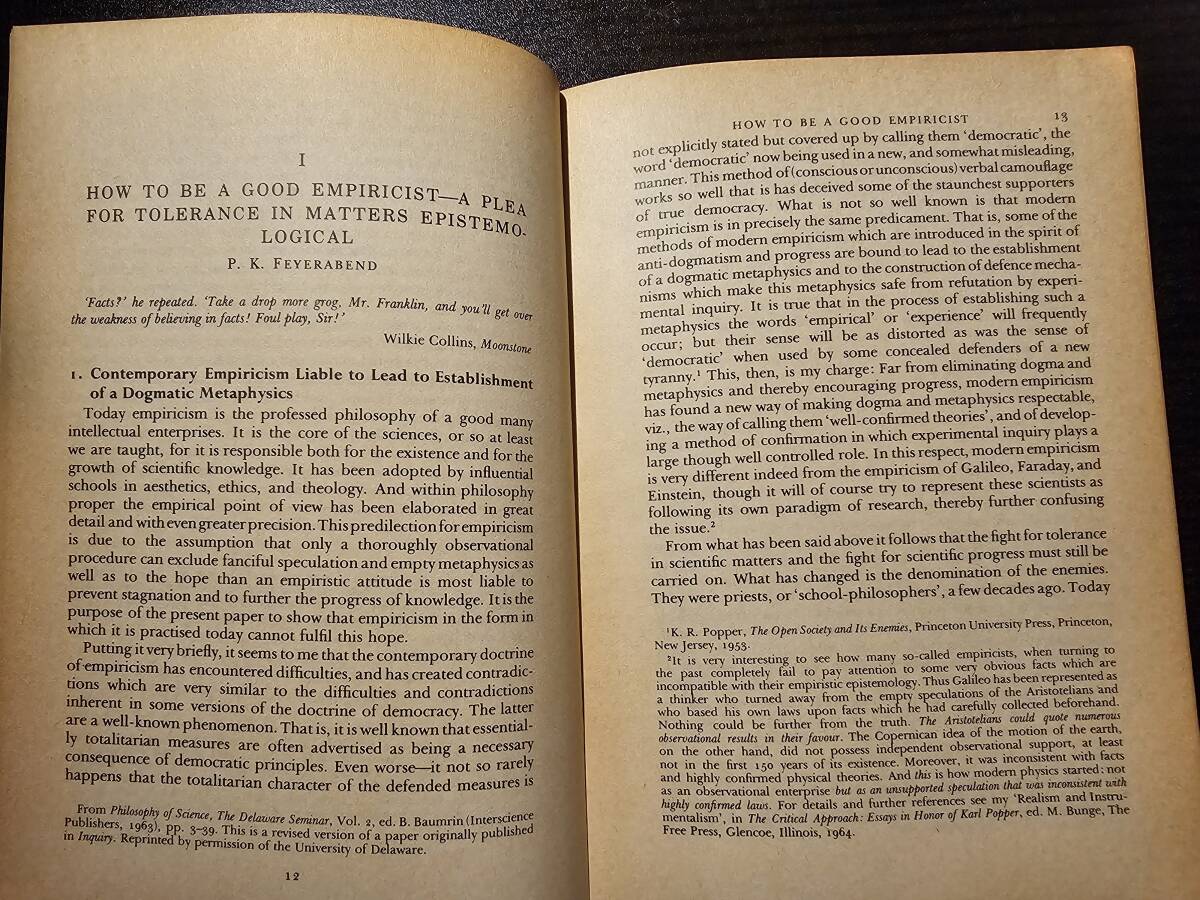 I
HOW TO BE A GOOD EMPIRICIST—A PLEA
FOR TOLERANCE IN MATTERS EPISTEMO-
LOGICAL
P. K. FEYERABEND
'Facts?' he repeated. 'Take a drop more grog, Mr. Franklin, and you'll get over
the weakness of believing in facts! Foul play, Sir!'
Wilkie Collins, Moonstone
1. Contemporary Empiricism Liable to Lead to Establishment
of a Dogmatic Metaphysics
Today empiricism is the professed philosophy of a good many
intellectual enterprises. It is the core of the sciences, or so at least
we are taught, for it is responsible both for the existence and for the
growth of scientific knowledge. It has been adopted by influential
schools in aesthetics, ethics, and theology. And within philosophy
proper the empirical point of view has been elaborated in great
detail and with even greater precision. This predilection for empiricism
is due to the assumption that only a thoroughly observational
procedure can exclude fanciful speculation and empty metaphysics as
well as to the hope than an empiristic attitude is most liable to
prevent stagnation and to further the progress of knowledge. It is the
purpose of the present paper to show that empiricism in the form in
which it is practised today cannot fulfil this hope.
Putting it very briefly, it seems to me that the contemporary doctrine
of empiricism has encountered difficulties, and has created contradic-
tions which are very similar to the difficulties and contradictions
inherent in some versions of the doctrine of democracy. The latter
are a well-known phenomenon. That is, it is well known that essential-
ly totalitarian measures are often advertised as being a necessary
consequence of democratic principles. Even worse—it not so rarely
happens that the totalitarian character of the defended measures is
From Philosophy of Science, The Delaware Seminar, Vol. 2, ed. B. Baumrin (Interscience
Publishers, 1963), pp. 3-39. This is a revised version of a paper originally published
in Inquiry. Reprinted by permission of the University of Delaware.
12
HOW TO BE A GOOD EMPIRICIST 13
not explicitly stated but covered up by calling them 'democratic', the
word 'democratic' now being used in a new, and somewhat misleading,
manner. This method of (conscious or unconscious) verbal camouflage
works so well that is has deceived some of the staunchest supporters
of true democracy. What is not so well known is that modern
empiricism is in precisely the same predicament. That is, some of the
methods of modern empiricism which are introduced in the spirit of
anti-dogmatism and progress are bound to lead to the establishment
of a dogmatic metaphysics and to the construction of defence mecha-
nisms which make this metaphysics safe from refutation by experi-
mental inquiry. It is true that in the process of establishing such a
metaphysics the words 'empirical' or 'experience' will frequently
occur; but their sense will be as distorted as was the sense of
'democratic' when used by some concealed defenders of a new
tyranny.¹ This, then, is my charge: Far from eliminating dogma and
metaphysics and thereby encouraging progress, modern empiricism
has found a new way of making dogma and metaphysics respectable,
viz., the way of calling them 'well-confirmed theories', and of develop-
ing a method of confirmation in which experimental inquiry plays a
large though well controlled role. In this respect, modern empiricism
is very different indeed from the empiricism of Galileo, Faraday, and
Einstein, though it will of course try to represent these scientists as
following its own paradigm of research, thereby further confusing
the issue.²
From what has been said above it follows that the fight for tolerance
in scientific matters and the fight for scientific progress must still be
carried on. What has changed is the denomination of the enemies.
They were priests, or 'school-philosophers', a few decades ago. Today
¹K. R. Popper, The Open Society and Its Enemies, Princeton University Press, Princeton,
New Jersey, 1953.
²It is very interesting to see how many so-called empiricists, when turning to
the past completely fail to pay attention to some very obvious facts which are
incompatible with their empiristic epistemology. Thus Galileo has been represented as
a thinker who turned away from the empty speculations of the Aristotelians and
who based his own laws upon facts which he had carefully collected beforehand.
Nothing could be further from the truth. The Aristotelians could quote numerous
observational results in their favour. The Copernican idea of the motion of the earth,
on the other hand, did not possess independent observational support, at least
not in the first 150 years of its existence. Moreover, it was inconsistent with facts
and highly confirmed physical theories. And this is how modern physics started: not
as an observational enterprise but as an unsupported speculation that was inconsistent with
highly confirmed laws. For details and further references see my 'Realism and Instru-
mentalism', in The Critical Approach: Essays in Honor of Karl Popper, ed. M. Bunge, The
Free Press, Glencoe, Illinois, 1964.